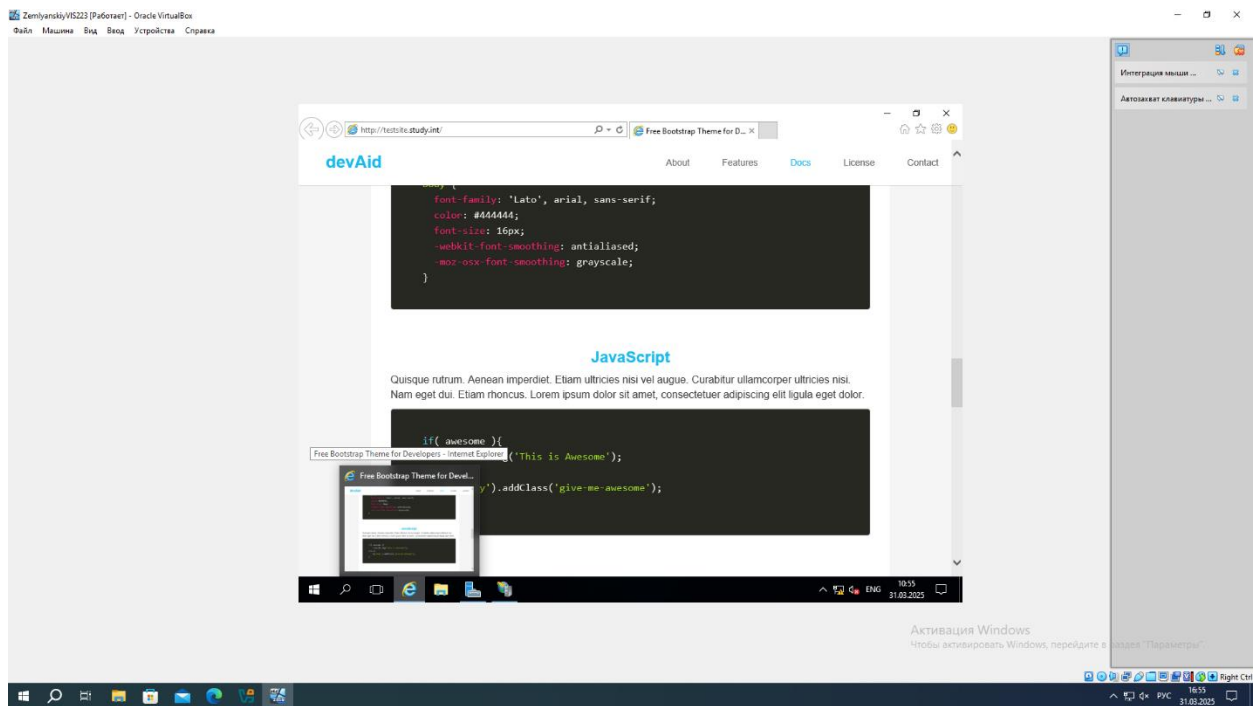 ZemlyanskiyVIS223 [Работает] - Oracle VirtualBox
Файл Машина Вид Ввод Устройства Справка
Интеграция мыши ...
Автозахват клавиатуры ...
http://testsite.study.int/
Free Bootstrap Theme for D...
devAid
About Features Docs License Contact
body {
font-family: 'Lato', arial, sans-serif;
color: #444444;
font-size: 16px;
-webkit-font-smoothing: antialiased;
-moz-osx-font-smoothing: grayscale;
}
JavaScript
Quisque rutrum. Aenean imperdiet. Etiam ultricies nisi vel augue. Curabitur ullamcorper ultricies nisi.
Nam eget dui. Etiam rhoncus. Lorem ipsum dolor sit amet, consectetuer adipiscing elit ligula eget dolor.
if( awesome ){
Free Bootstrap Theme for Developers - Internet Explorer
('This is Awesome');
Free Bootstrap Theme for Devel...
y').addClass('give-me-awesome');
ENG
10:55
31.03.2025
Активация Windows
Чтобы активировать Windows, перейдите в раздел "Параметры".
Right Ctrl
РУС
16:55
31.03.2025